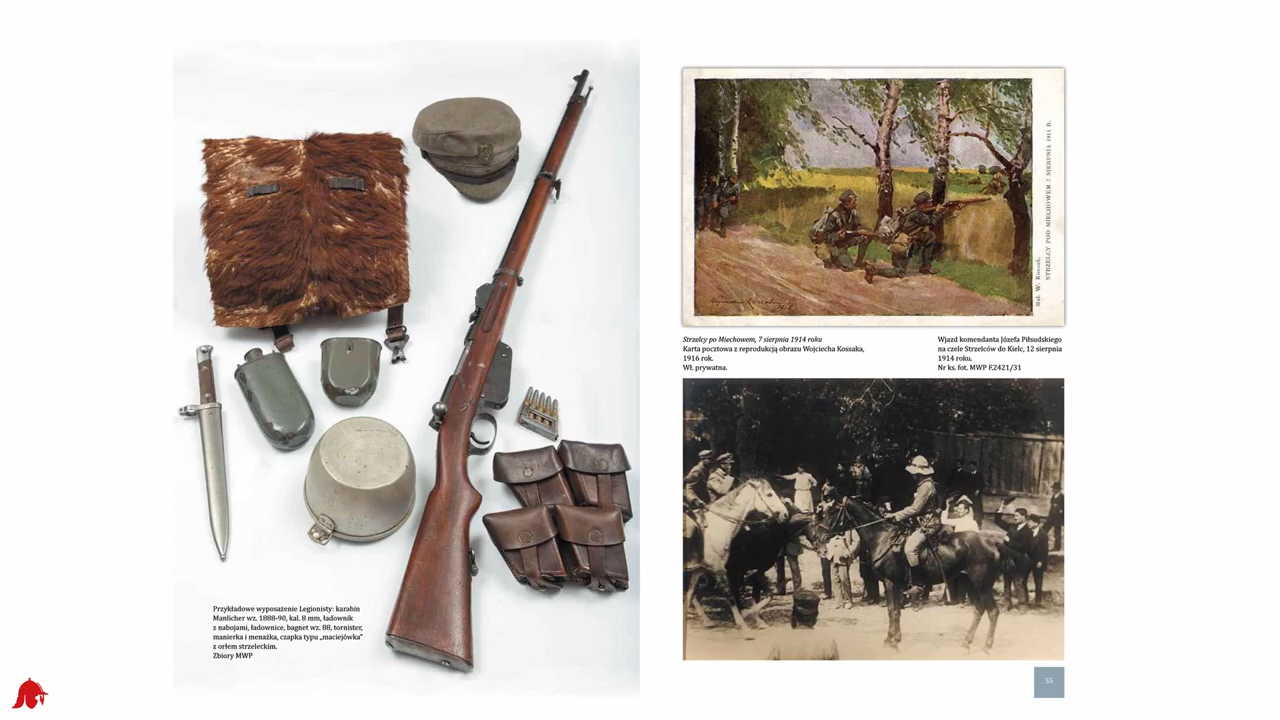 Przykładowe wyposażenie Legionisty: karabin
Manlicher wz. 1888-90, kal. 8 mm, ładownik
z nabojami, ładownice, bagnet wz. 88, tornister,
manierka i menażka, czapka typu „maciejówka”
z orłem strzeleckim.
Zbiory MWP
Mal. W. Kossak.
STRZELCY POD MIECHOWEM 7 SIERPNIA 1914 R.
Strzelcy po Miechowem, 7 sierpnia 1914 roku
Karta pocztowa z reprodukcją obrazu Wojciecha Kossaka,
1916 rok.
Wł. prywatna.
Wjazd komendanta Józefa Piłsudskiego
na czele Strzelców do Kielc, 12 sierpnia
1914 roku.
Nr ks. fot. MWP F.2421/31
55